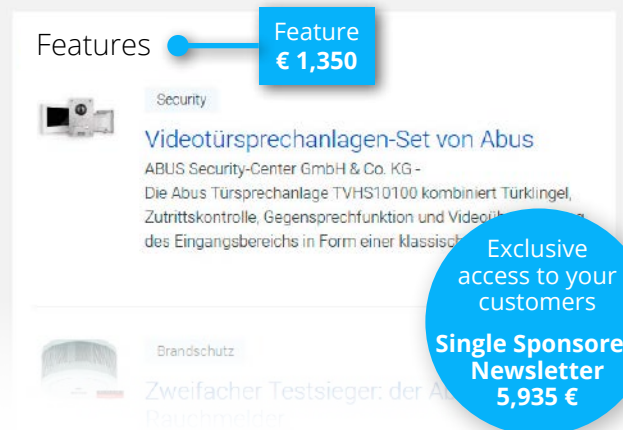 Features
Feature
€ 1,350
Security
Videotürsprechanlagen-Set von Abus
ABUS Security-Center GmbH & Co. KG -
Die Abus Türsprechanlage TVHS10100 kombiniert Türklingel,
Zutrittskontrolle, Gegensprechfunktion und
des Eingangsbereichs in Form einer
Exclusive
access to your
customers
Single
Newsletter
5,935 €
Brandschutz
Zweifacher Testsieger: der
Rauchmelder